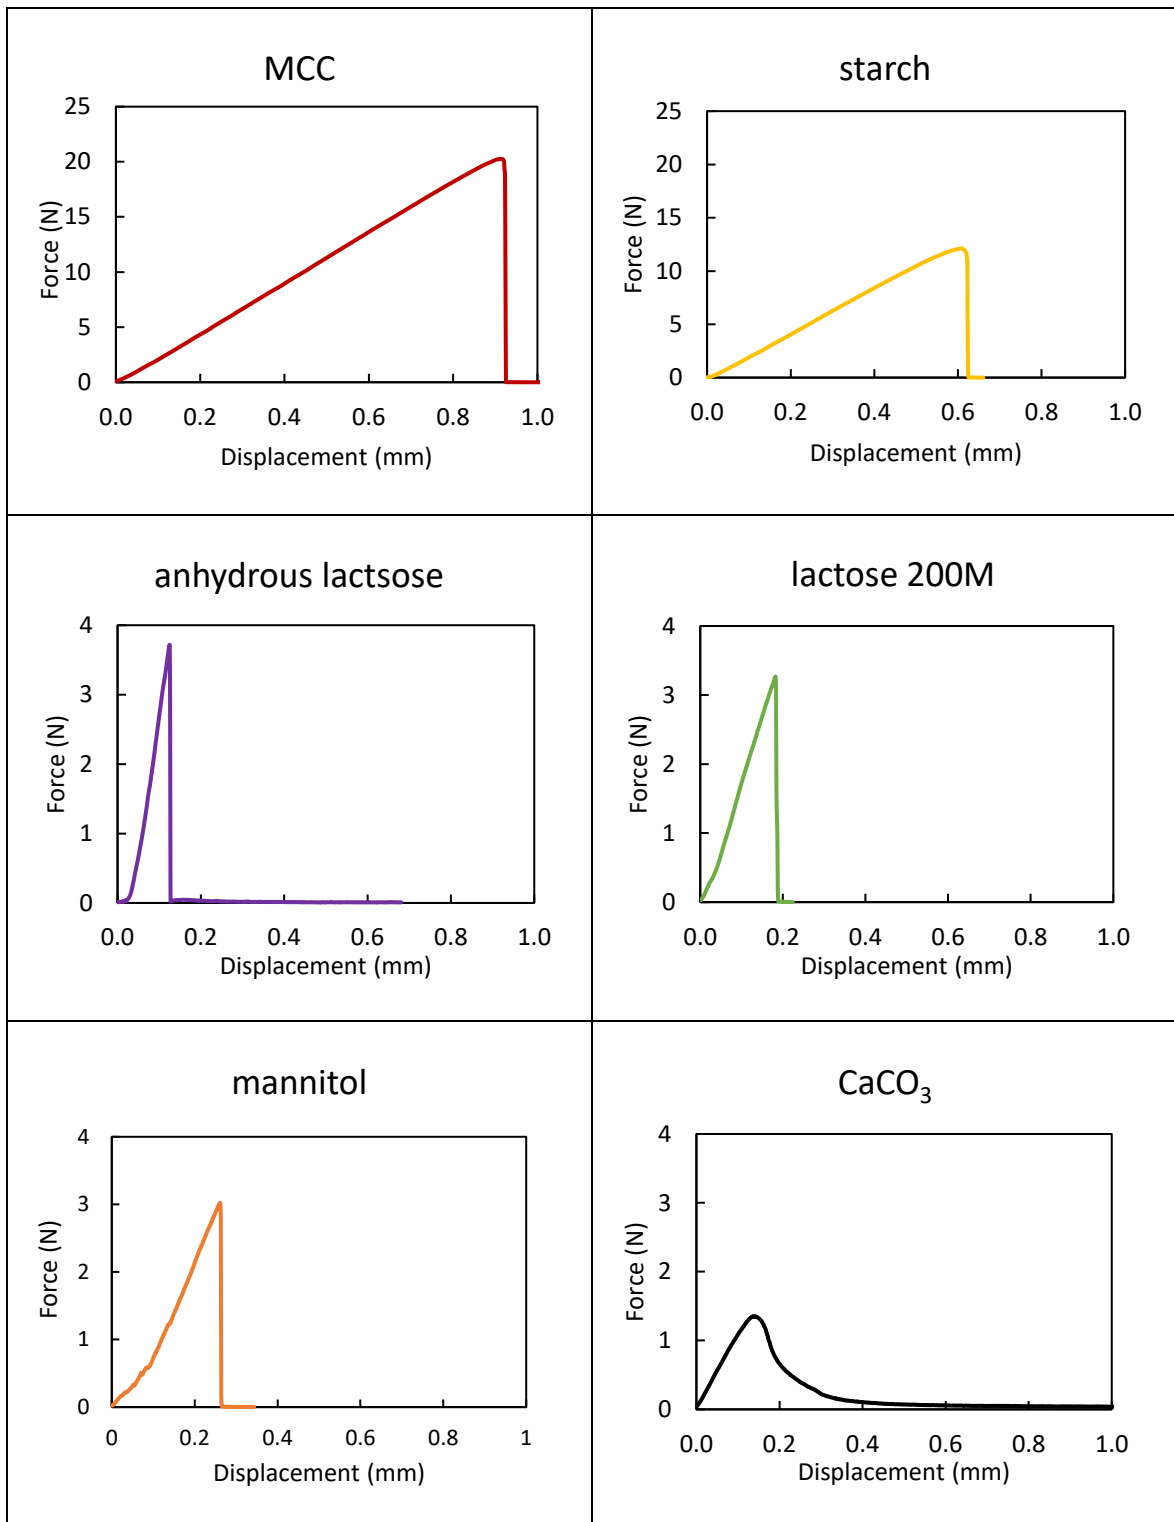 MCC
25
20
15
10
5
0
Force (N)
0.0 0.2 0.4 0.6 0.8 1.0
Displacement (mm)
starch
25
20
15
10
5
0
Force (N)
0.0 0.2 0.4 0.6 0.8 1.0
Displacement (mm)
anhydrous lactsose
4
3
2
1
0
Force (N)
0.0 0.2 0.4 0.6 0.8 1.0
Displacement (mm)
lactose 200M
4
3
2
1
0
Force (N)
0.0 0.2 0.4 0.6 0.8 1.0
Displacement (mm)
mannitol
4
3
2
1
0
Force (N)
0 0.2 0.4 0.6 0.8 1
Displacement (mm)
CaCO₃
4
3
2
1
0
Force (N)
0.0 0.2 0.4 0.6 0.8 1.0
Displacement (mm)